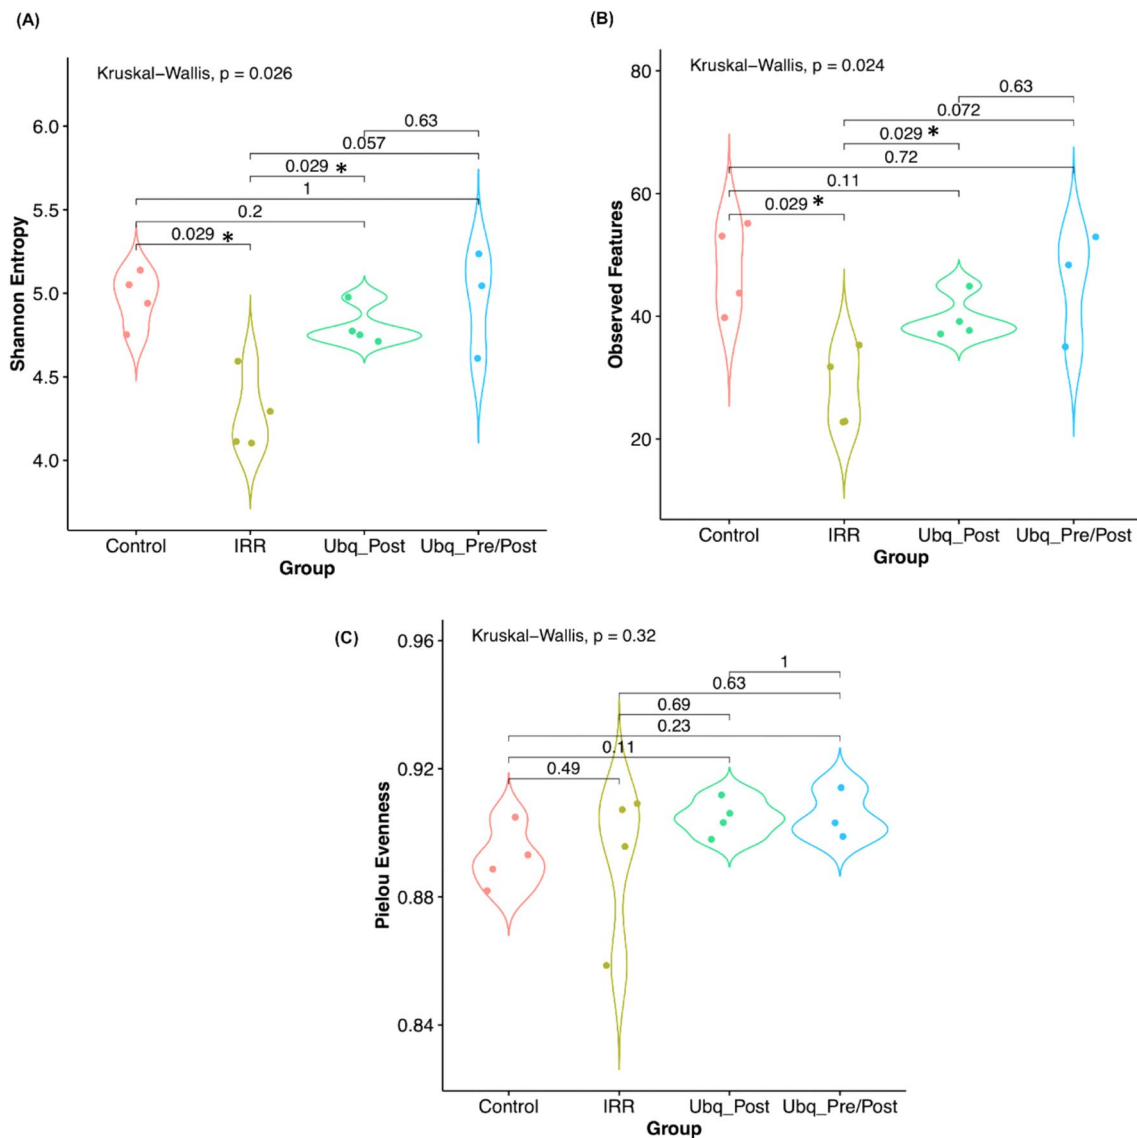 (A)
Kruskal–Wallis, p = 0.026
0.63
0.057
0.029 *
1
0.2
0.029 *
6.0
5.5
5.0
4.5
4.0
Shannon Entropy
Control IRR Ubq_Post Ubq_Pre/Post
Group
(B)
Kruskal–Wallis, p = 0.024
0.63
0.072
0.029 *
0.72
0.11
0.029 *
80
60
40
20
Observed Features
Control IRR Ubq_Post Ubq_Pre/Post
Group
(C)
Kruskal–Wallis, p = 0.32
1
0.63
0.69
0.23
0.11
0.49
0.96
0.92
0.88
0.84
Pielou Evenness
Control IRR Ubq_Post Ubq_Pre/Post
Group